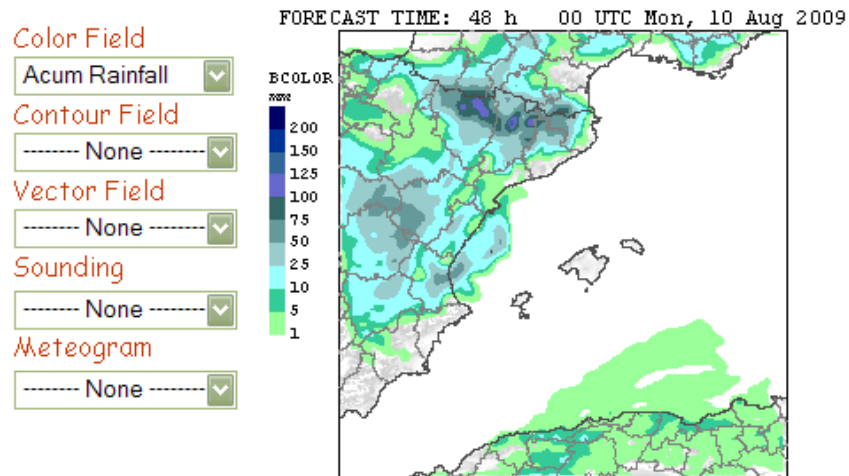 FORECAST TIME: 48 h 00 UTC Mon, 10 Aug 2009
Color Field
Acum Rainfall
Contour Field
------- None -------
Vector Field
------- None -------
Sounding
------- None -------
Meteogram
------- None -------
BCOLOR
mm
200
150
125
100
75
50
25
10
5
1